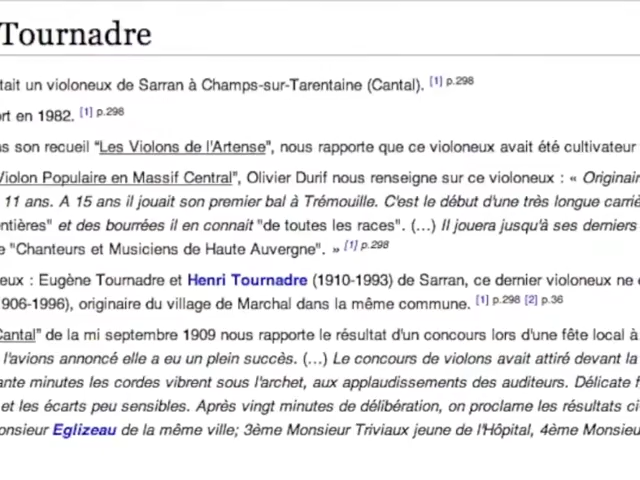 Tournadre
tait un violoneux de Sarran à Champs-sur-Tarentaine (Cantal). [1] p.298
rt en 1982. [1] p.298
ns son recueil “Les Violons de l'Artense”, nous rapporte que ce violoneux avait été cultivateur
Violon Populaire en Massif Central”, Olivier Durif nous renseigne sur ce violoneux : « Originair
11 ans. A 15 ans il jouait son premier bal à Trémouille. C'est le début d'une très longue carriè
entières" et des bourrées il en connait "de toutes les races". (…) Il jouera jusqu'à ses derniers
e "Chanteurs et Musiciens de Haute Auvergne". » [1] p.298
eux : Eugène Tournadre et Henri Tournadre (1910-1993) de Sarran, ce dernier violoneux ne
906-1996), originaire du village de Marchal dans la même commune. [1] p.298 [2] p.36
Cantal” de la mi septembre 1909 nous rapporte le résultat d'un concours lors d'une fête local à
l'avions annoncé elle a eu un plein succès. (…) Le concours de violons avait attiré devant la
ante minutes les cordes vibrent sous l'archet, aux applaudissements des auditeurs. Délicate f
et les écarts peu sensibles. Après vingt minutes de délibération, on proclame les résultats ci
onsieur Eglizeau de la même ville; 3ème Monsieur Triviaux jeune de l'Hôpital, 4ème Monsieu